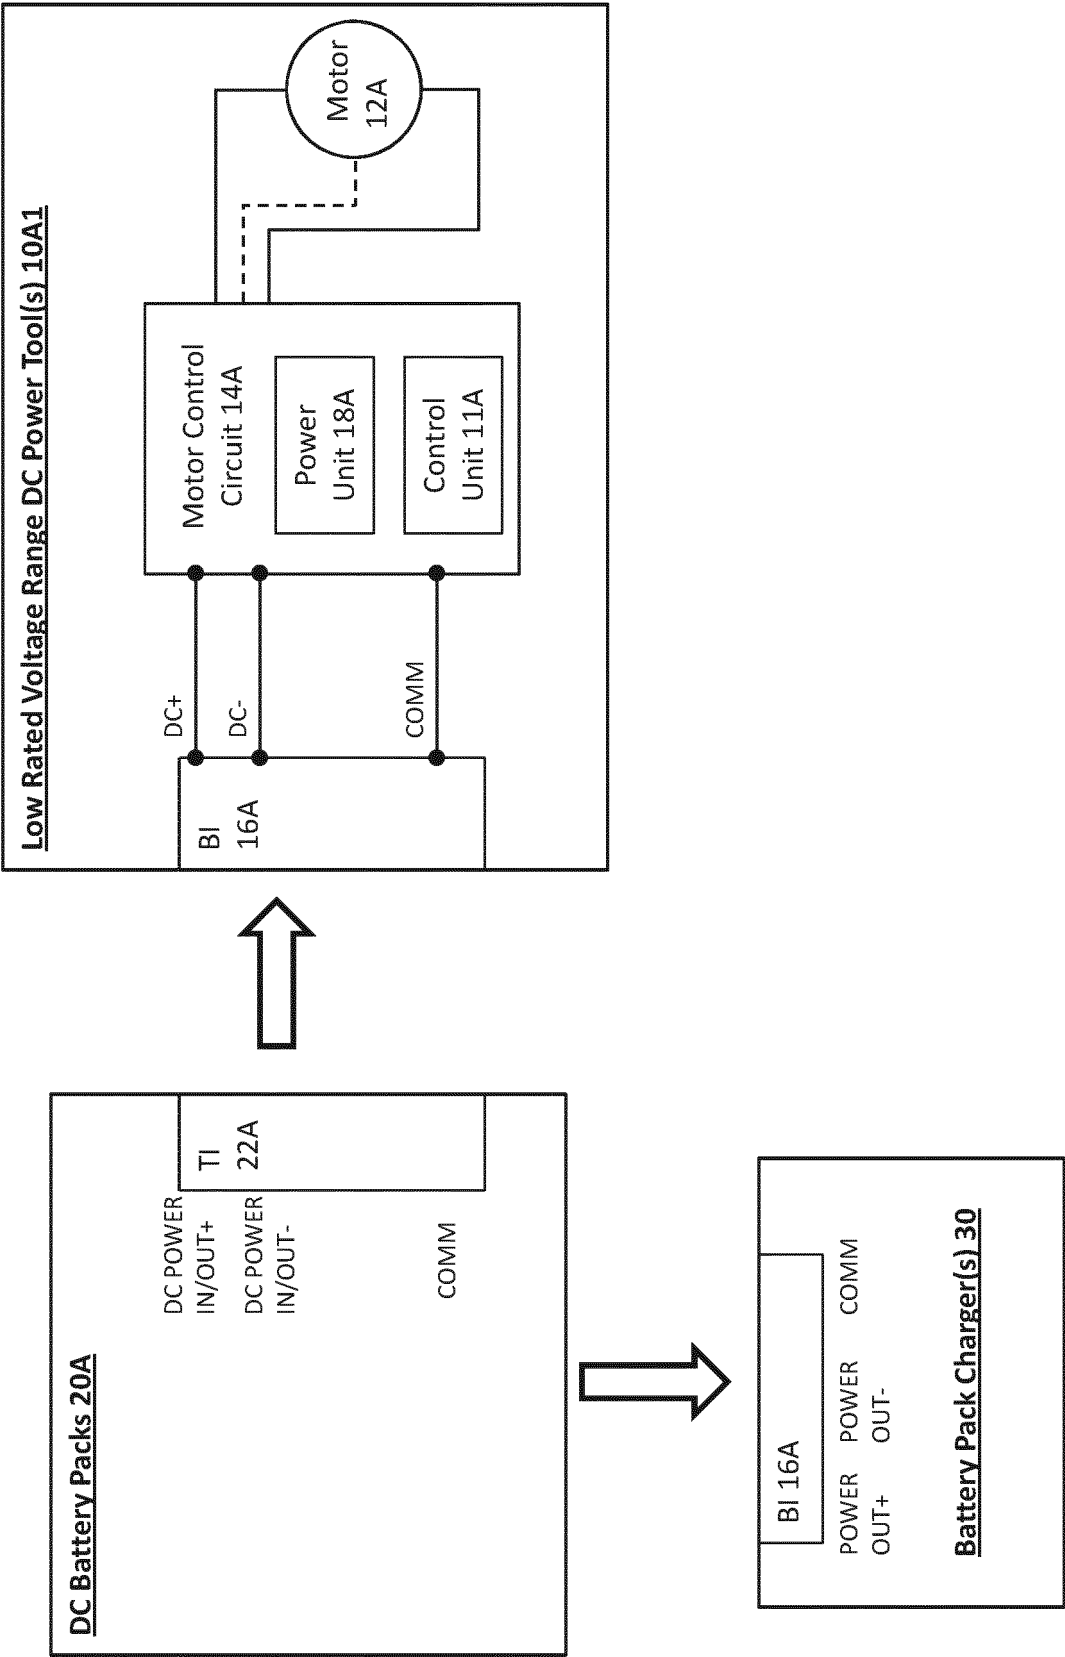 Low Rated Voltage Range DC Power Tool(s) 10A1
BI
16A
DC+
DC-
COMM
Motor Control
Circuit 14A
Power
Unit 18A
Control
Unit 11A
Motor
12A
DC Battery Packs 20A
DC POWER
IN/OUT+
DC POWER
IN/OUT-
COMM
TI
22A
BI 16A
POWER
OUT+
POWER
OUT-
COMM
Battery Pack Charger(s) 30